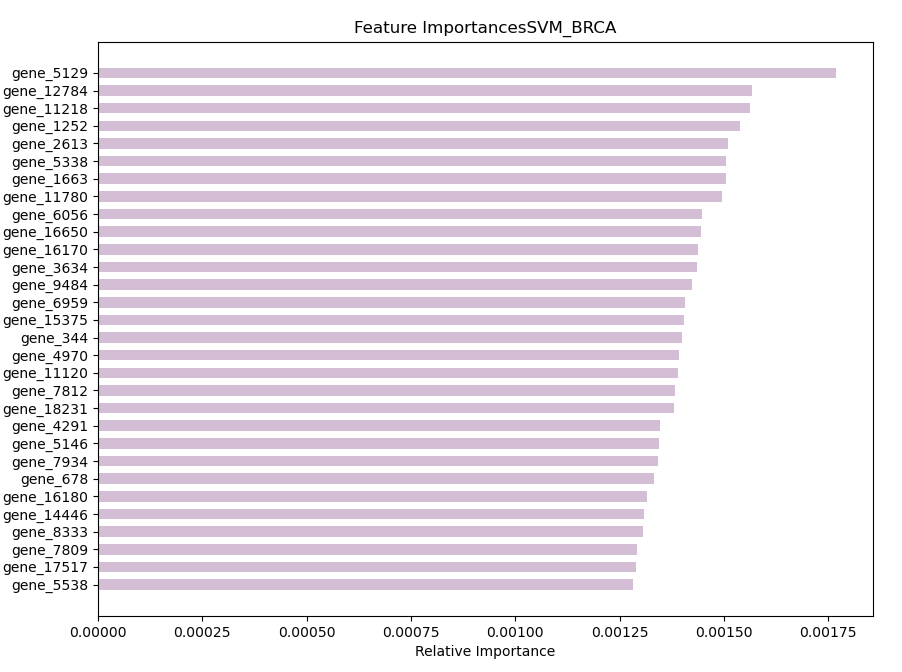 Feature ImportancesSVM_BRCA
gene_5129
gene_12784
gene_11218
gene_1252
gene_2613
gene_5338
gene_1663
gene_11780
gene_6056
gene_16650
gene_16170
gene_3634
gene_9484
gene_6959
gene_15375
gene_344
gene_4970
gene_11120
gene_7812
gene_18231
gene_4291
gene_5146
gene_7934
gene_678
gene_16180
gene_14446
gene_8333
gene_7809
gene_17517
gene_5538
0.00000 0.00025 0.00050 0.00075 0.00100 0.00125 0.00150 0.00175
Relative Importance